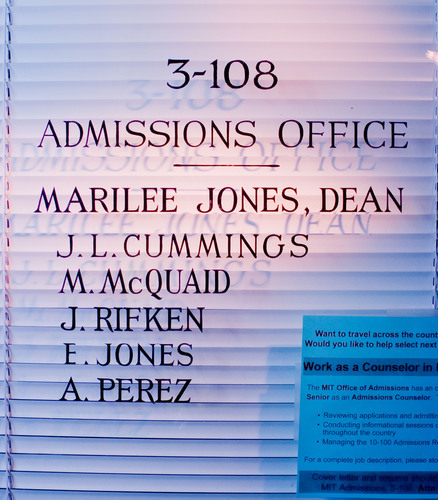 3-108
ADMISSIONS OFFICE
MARILEE JONES, DEAN
J.L. CUMMINGS
M. McQUAID
J. RIFKEN
E. JONES
A. PEREZ
Want to travel across the
Would you like to help select next
Work as a Counselor in
The MIT Office of Admissions has an
Senior as an Admissions Counselor.
• Reviewing applications and
• Conducting informational sessions
throughout the country
• Managing the 10-100 Admissions
For a complete job description, please
Cover letter and resume should
MIT Admissions, 3-108